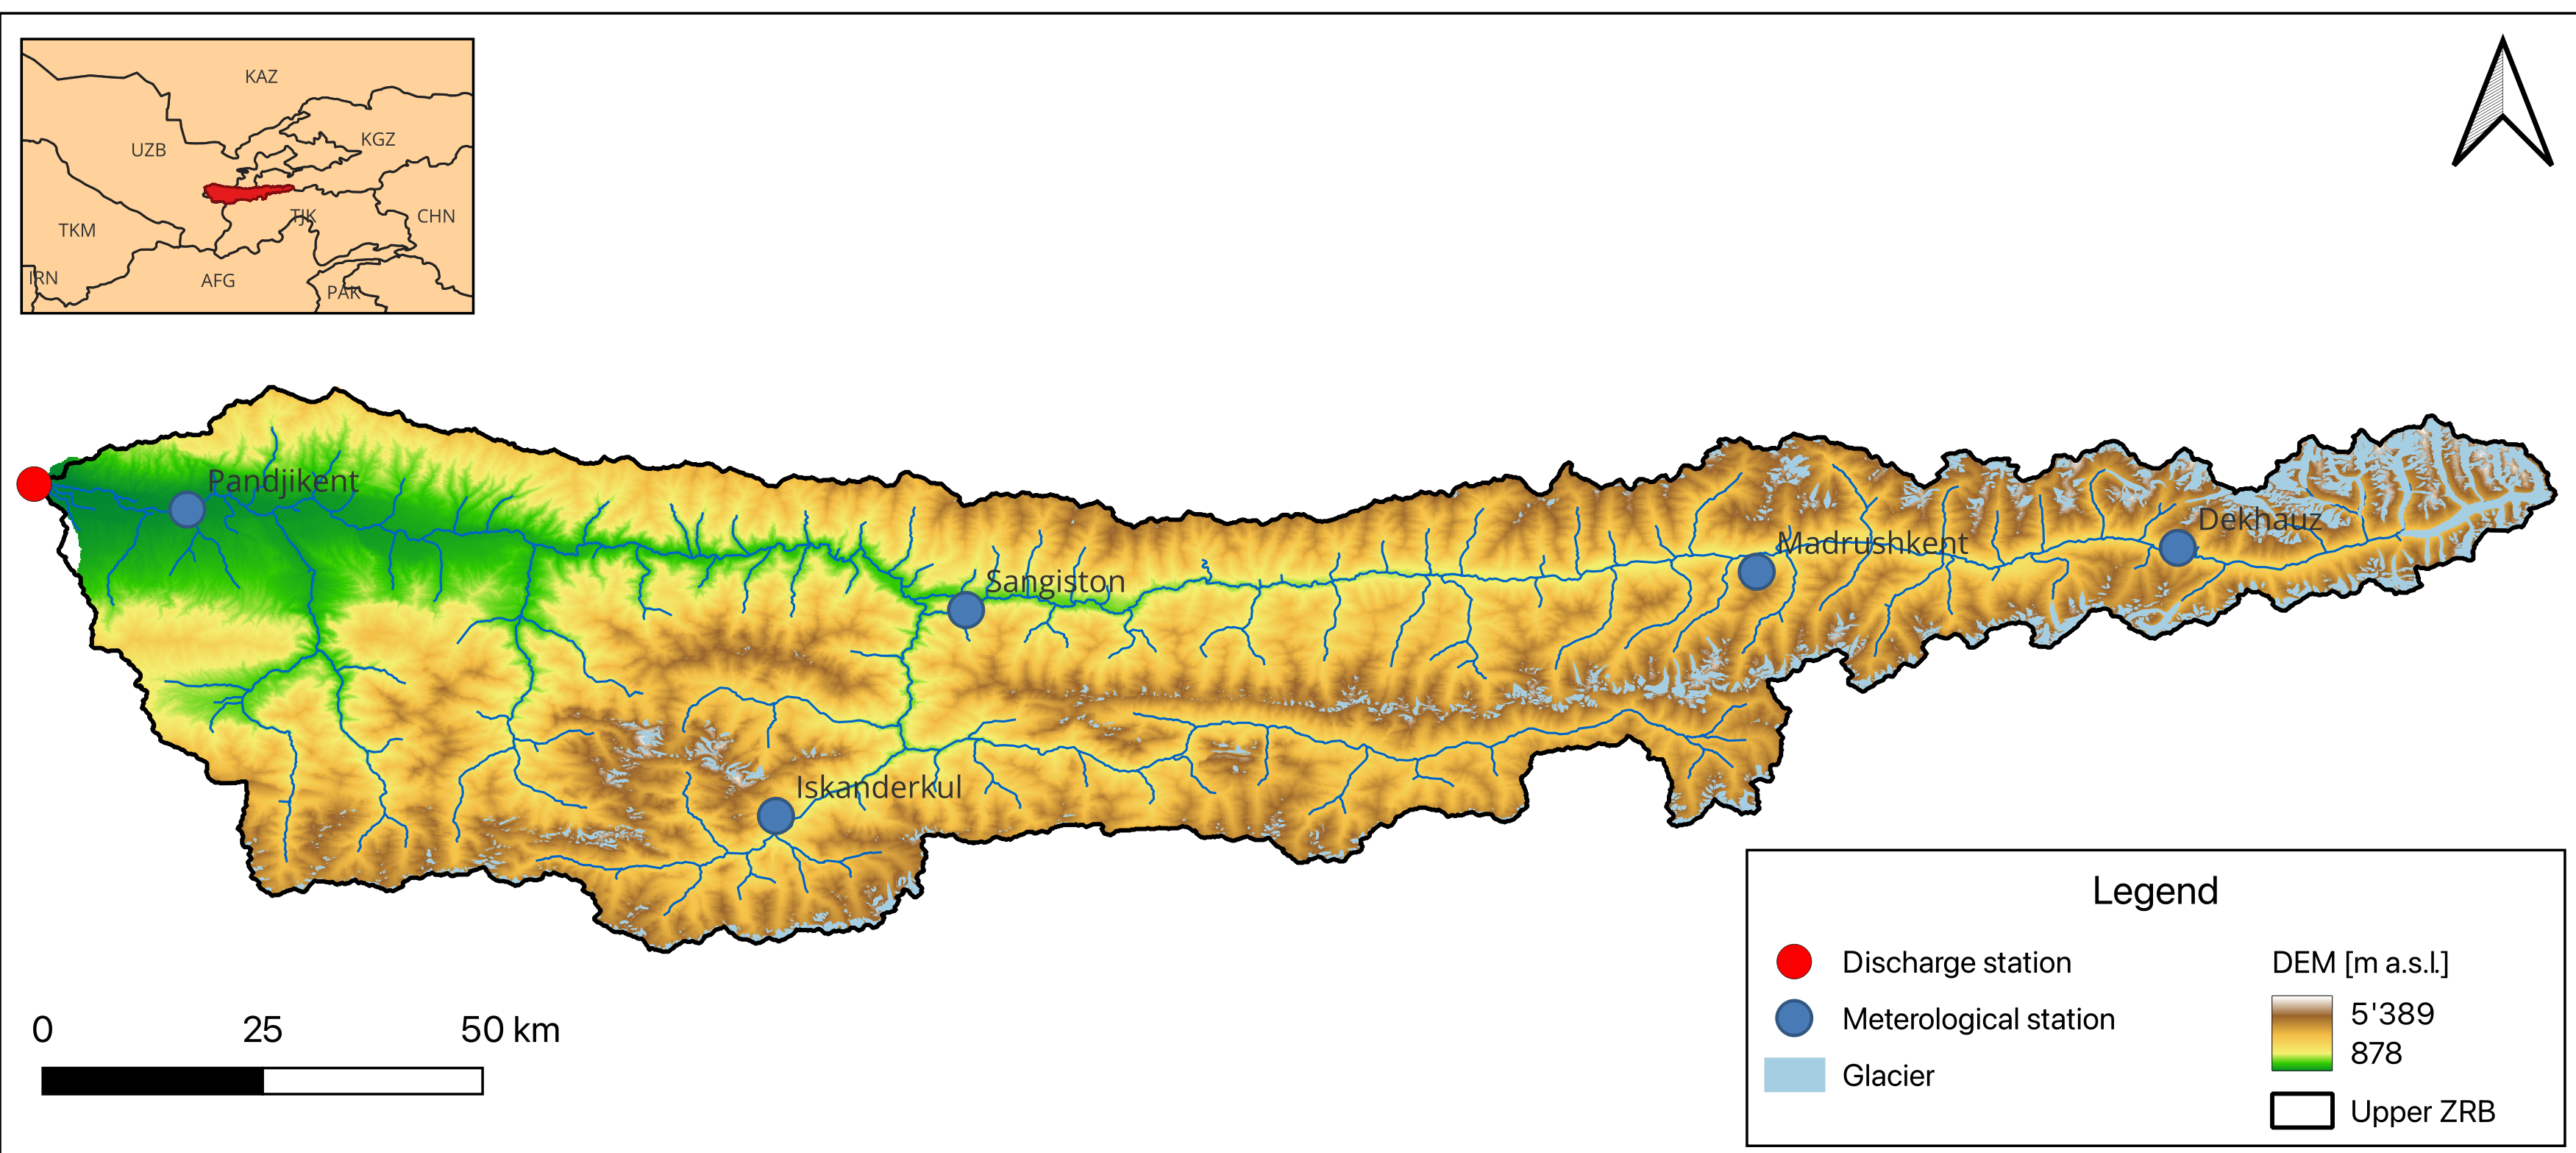 KAZ
KGZ
UZB
TJK
CHN
TKM
IRN
AFG
PAK
Pandjikent
Dekhauz
Madrushkent
Sangiston
Iskanderkul
0 25 50 km
Legend
Discharge station
Meterological station
Glacier
DEM [m a.s.l.]
5'389
878
Upper ZRB